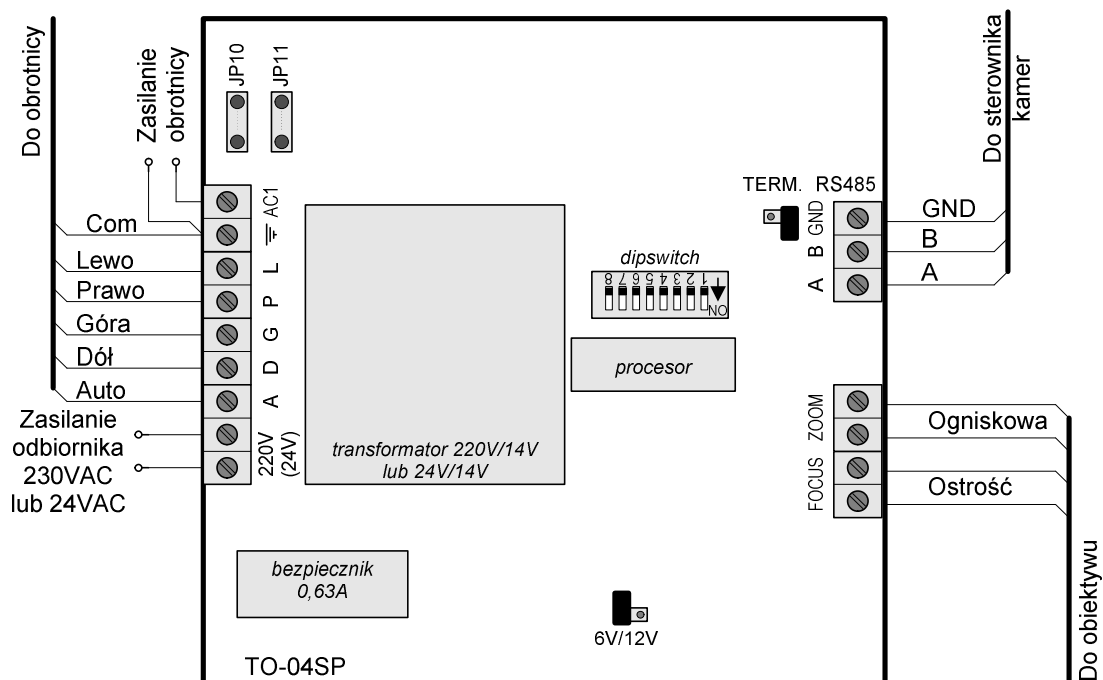 Do obrotnicy
Zasilanie
obrotnicy
JP10
JP11
Do sterownika
kamer
TERM.
RS485
AC1
GND
B
A
GND
B
A
Com
Lewo
Prawo
Góra
Dół
Auto
L
P
G
D
A
220V
(24V)
Zasilanie
odbiornika
230VAC
lub 24VAC
dipswitch
8 7 6 5 4 3 2 1
ON
procesor
transformator 220V/14V
lub 24V/14V
ZOOM
FOCUS
Ogniskowa
Ostrość
Do obiektywu
bezpiecznik
0,63A
6V/12V
TO-04SP